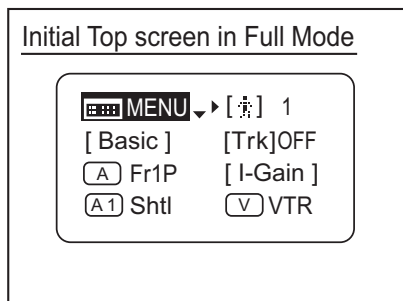 Initial Top screen in Full Mode
MENU [ ] 1
[ Basic ] [Trk]OFF
A Fr1P [ I-Gain ]
A1 Shtl V VTR